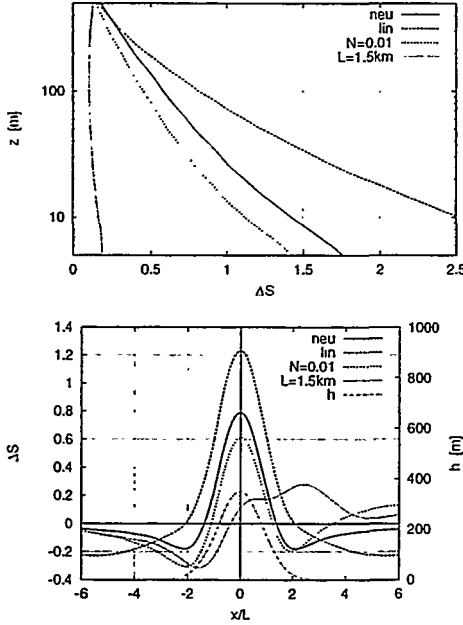 neu
lin
N=0.01
L=1.5km
z [m]
100
10
0 0.5 1 1.5 2 2.5
ΔS
neu
lin
N=0.01
L=1.5km
h
ΔS
1.4
1.2
1
0.8
0.6
0.4
0.2
0
-0.2
-0.4
1000
800
600
400
200
0
h [m]
-6 -4 -2 0 2 4 6
x/L